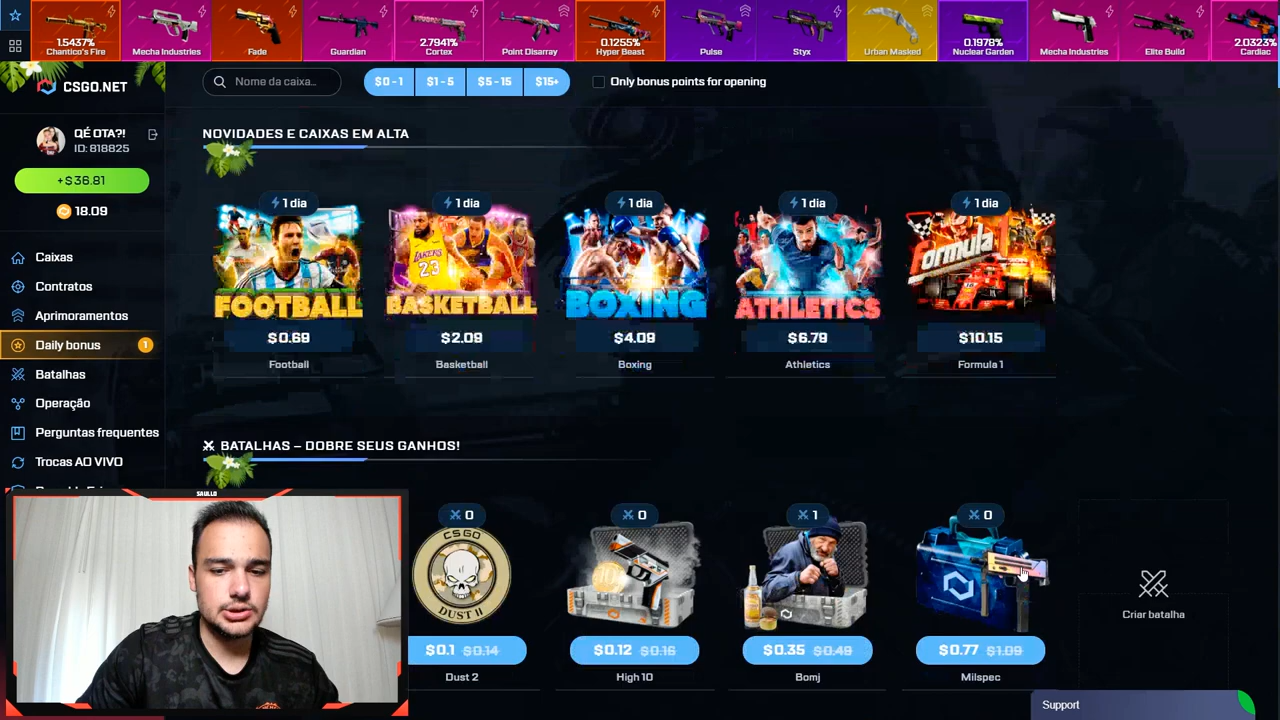 1.5437%
Chantico's Fire
Mecha Industries
Fade
Guardian
2.7941%
Cortex
Point Disarray
0.1255%
Hyper Beast
Pulse
Styx
Urban Masked
0.1978%
Nuclear Garden
Mecha Industries
Elite Build
2.0323%
Cardiac
CSGO.NET
Nome da caixa...
$0 - 1
$1 - 5
$5 - 15
$15+
Only bonus points for opening
QÉ OTA?!
ID: 818825
+$ 36.81
18.09
Caixas
Contratos
Aprimoramentos
Daily bonus
1
Batalhas
Operação
Perguntas frequentes
Trocas AO VIVO
NOVIDADES E CAIXAS EM ALTA
1 dia
1 dia
1 dia
1 dia
1 dia
FOOTBALL
LAKERS
23
BASKETBALL
BOXING
ATHLETICS
Formula
$0.69
$2.09
$4.09
$6.79
$10.15
Football
Basketball
Boxing
Athletics
Formula 1
BATALHAS – DOBRE SEUS GANHOS!
0
0
1
0
CS GO
DUST II
Criar batalha
$0.1 $0.14
$0.12 $0.16
$0.35 $0.49
$0.77 $1.09
Dust 2
High 10
Bomj
Milspec
SAULLO
Support